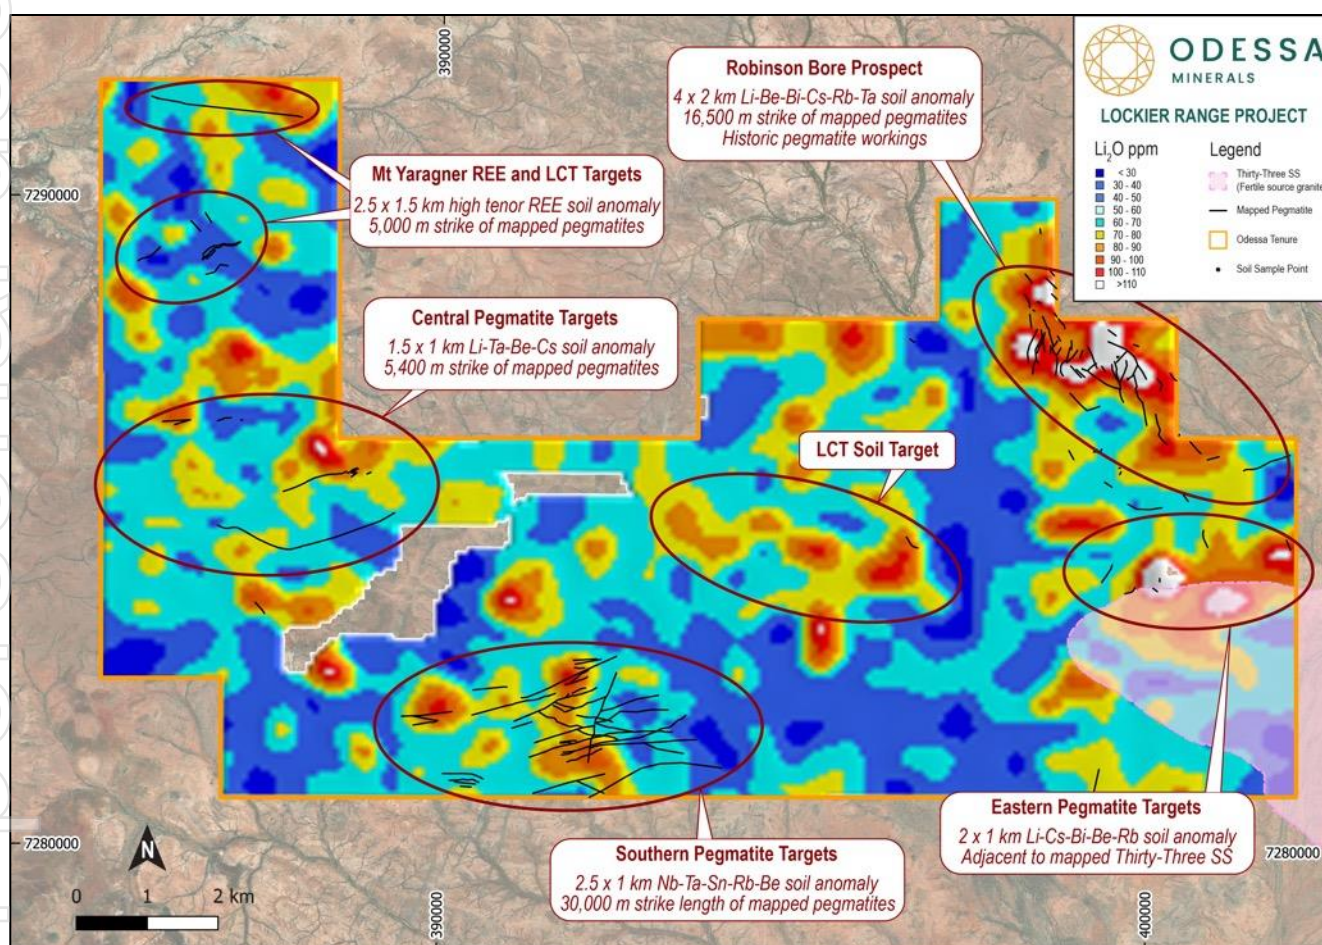 390000
ODESSA
MINERALS
LOCKIER RANGE PROJECT
Li2O ppm
< 30
30 - 40
40 - 50
50 - 60
60 - 70
70 - 80
80 - 90
90 - 100
100 - 110
>110
Legend
Thirty-Three SS
(Fertile source granite
Mapped Pegmatite
Odessa Tenure
Soil Sample Point
Robinson Bore Prospect
4 x 2 km Li-Be-Bi-Cs-Rb-Ta soil anomaly
16,500 m strike of mapped pegmatites
Historic pegmatite workings
Mt Yaragner REE and LCT Targets
2.5 x 1.5 km high tenor REE soil anomaly
5,000 m strike of mapped pegmatites
7290000
Central Pegmatite Targets
1.5 x 1 km Li-Ta-Be-Cs soil anomaly
5,400 m strike of mapped pegmatites
LCT Soil Target
Eastern Pegmatite Targets
2 x 1 km Li-Cs-Bi-Be-Rb soil anomaly
Adjacent to mapped Thirty-Three SS
Southern Pegmatite Targets
2.5 x 1 km Nb-Ta-Sn-Rb-Be soil anomaly
30,000 m strike length of mapped pegmatites
7280000
7280000
N
0 1 2 km
390000
400000